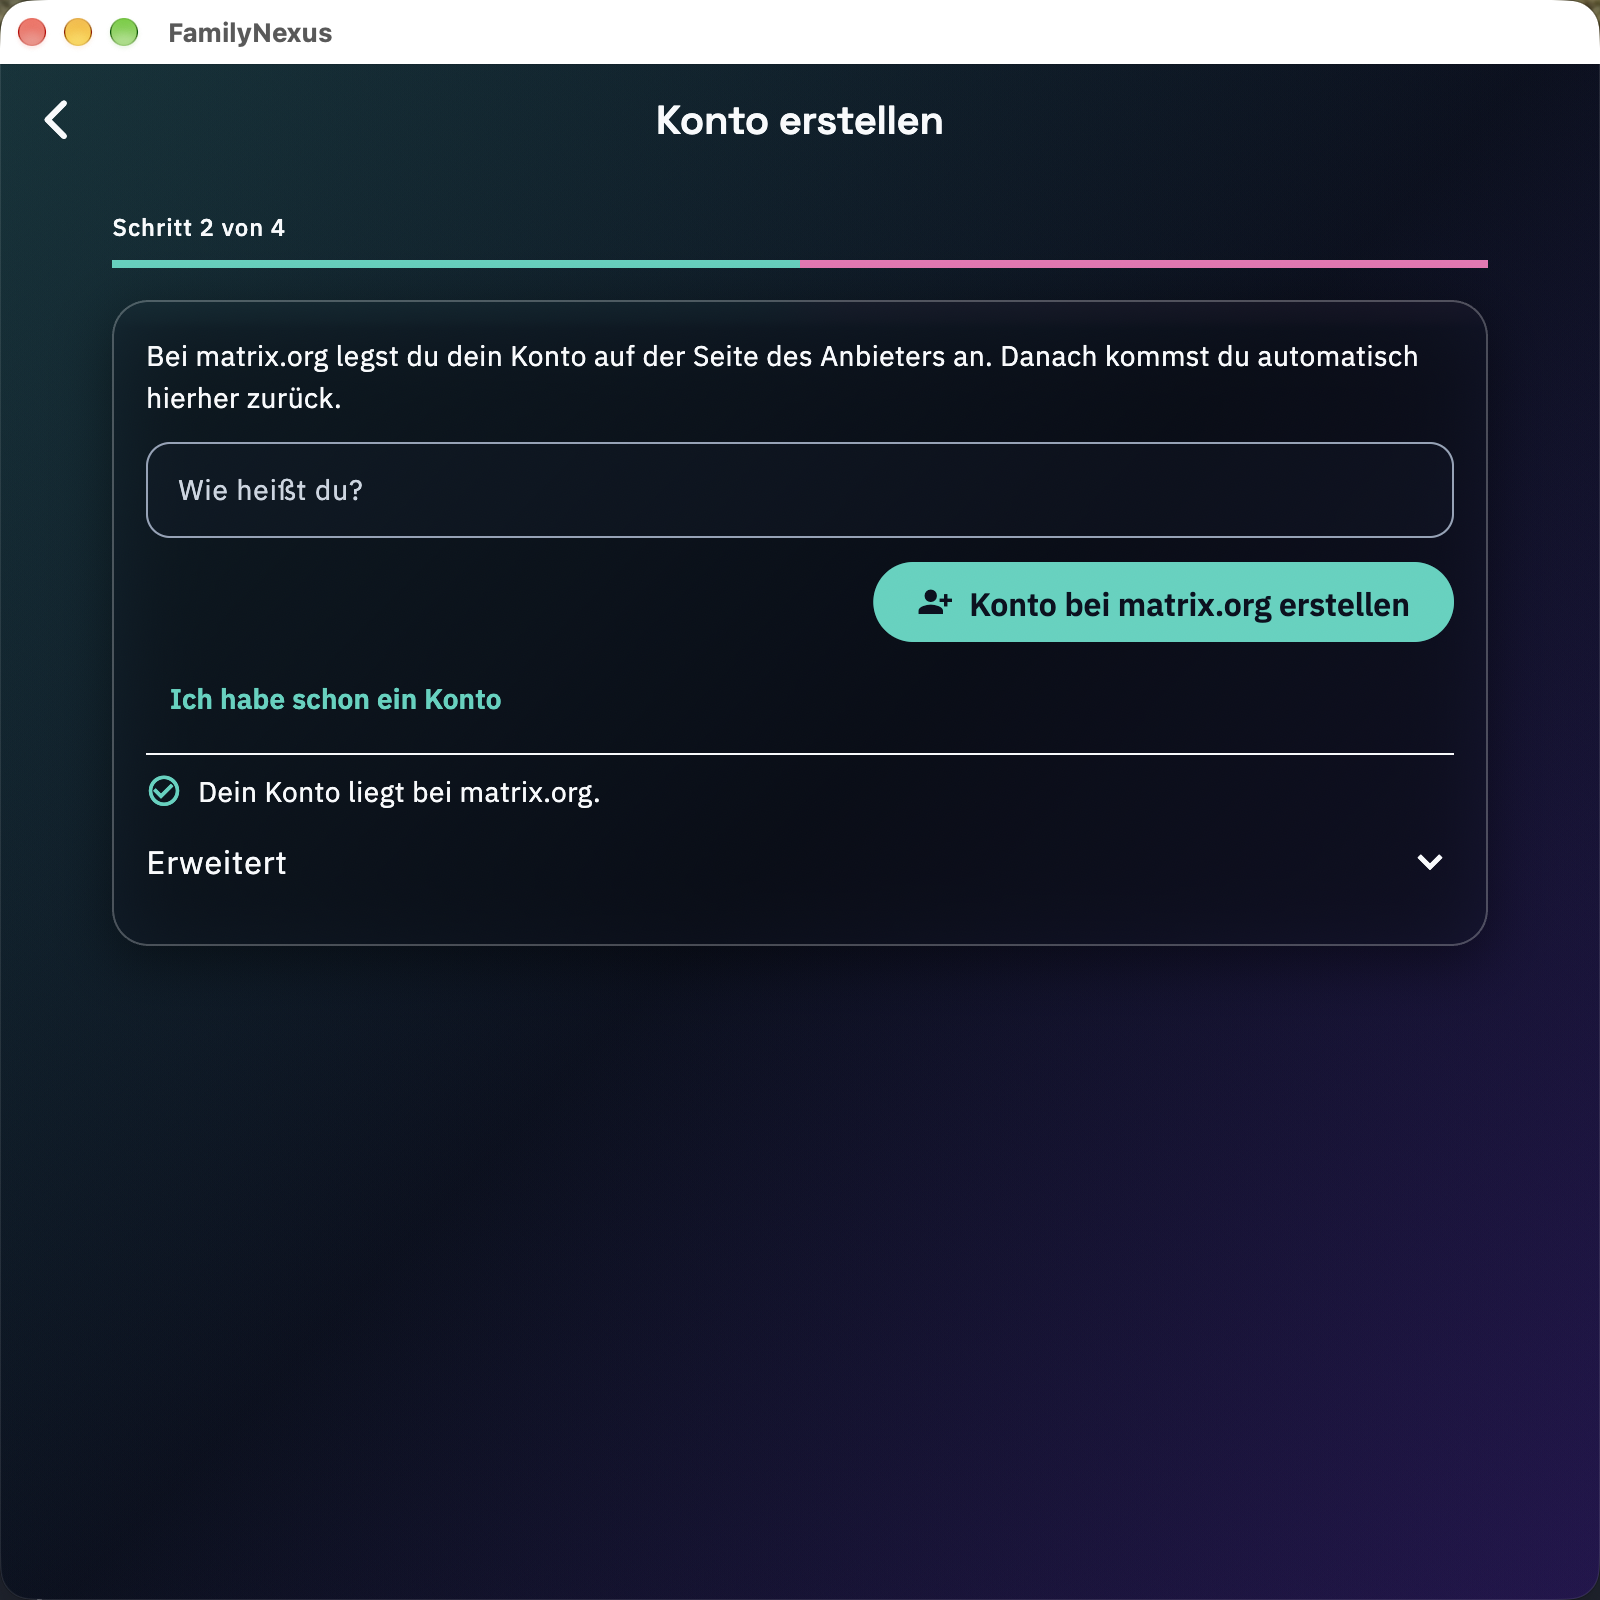 FamilyNexus
Konto erstellen
Schritt 2 von 4
Bei matrix.org legst du dein Konto auf der Seite des Anbieters an. Danach kommst du automatisch
hierher zurück.
Wie heißt du?
Konto bei matrix.org erstellen
Ich habe schon ein Konto
Dein Konto liegt bei matrix.org.
Erweitert